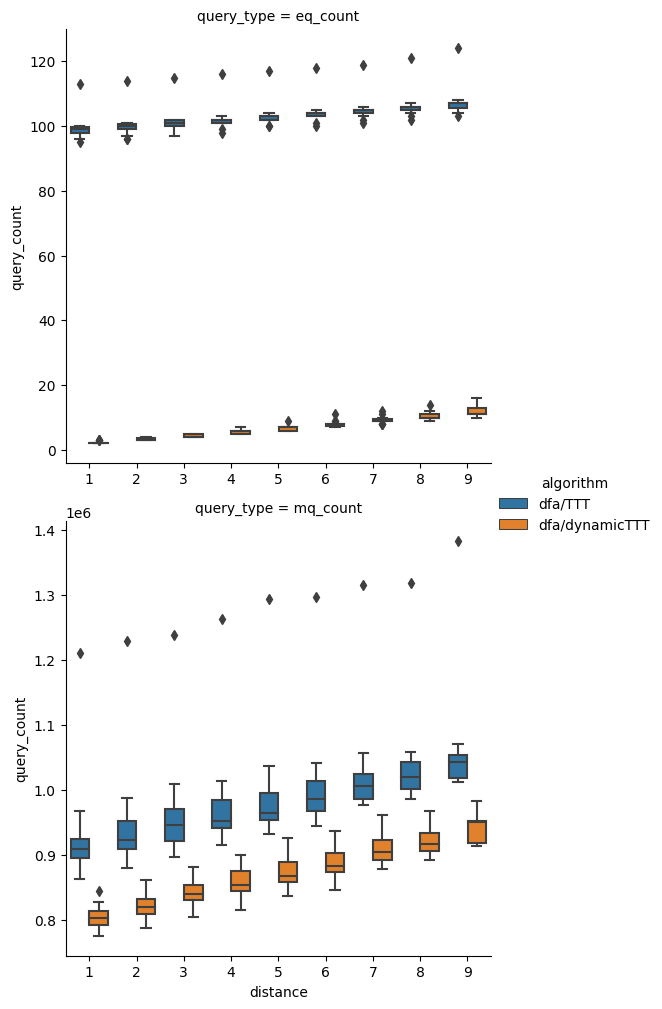 query_type = eq_count
120
100
80
60
40
20
0
query_count
1 2 3 4 5 6 7 8 9
algorithm
dfa/TTT
dfa/dynamicTTT
1e6
query_type = mq_count
1.4
1.3
1.2
1.1
1.0
0.9
0.8
query_count
1 2 3 4 5 6 7 8 9
distance